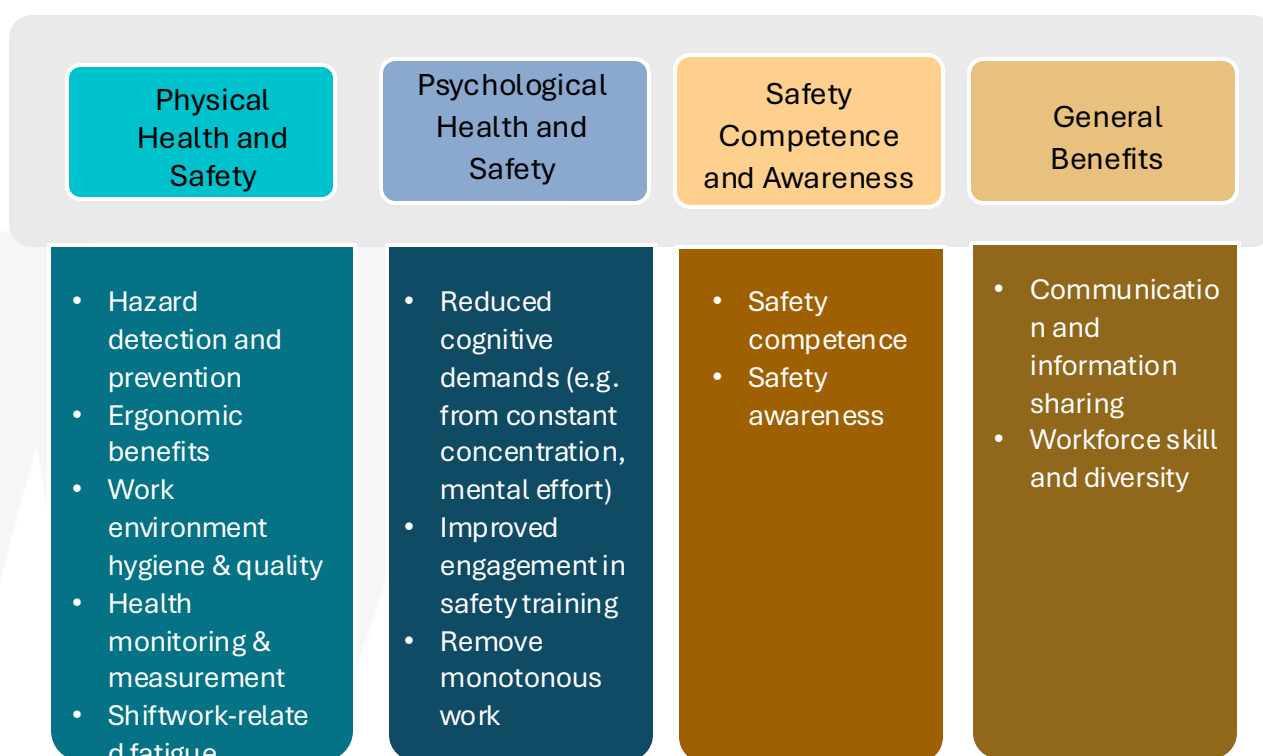 Physical
Health and
Safety
Psychological
Health and
Safety
Safety
Competence
and Awareness
General
Benefits
• Hazard
detection and
prevention
• Ergonomic
benefits
• Work
environment
hygiene & quality
• Health
monitoring &
measurement
• Shiftwork-relate
d fatigue
• Reduced
cognitive
demands (e.g.
from constant
concentration,
mental effort)
• Improved
engagement in
safety training
• Remove
monotonous
work
• Safety
competence
• Safety
awareness
• Communicatio
n and
information
sharing
• Workforce skill
and diversity